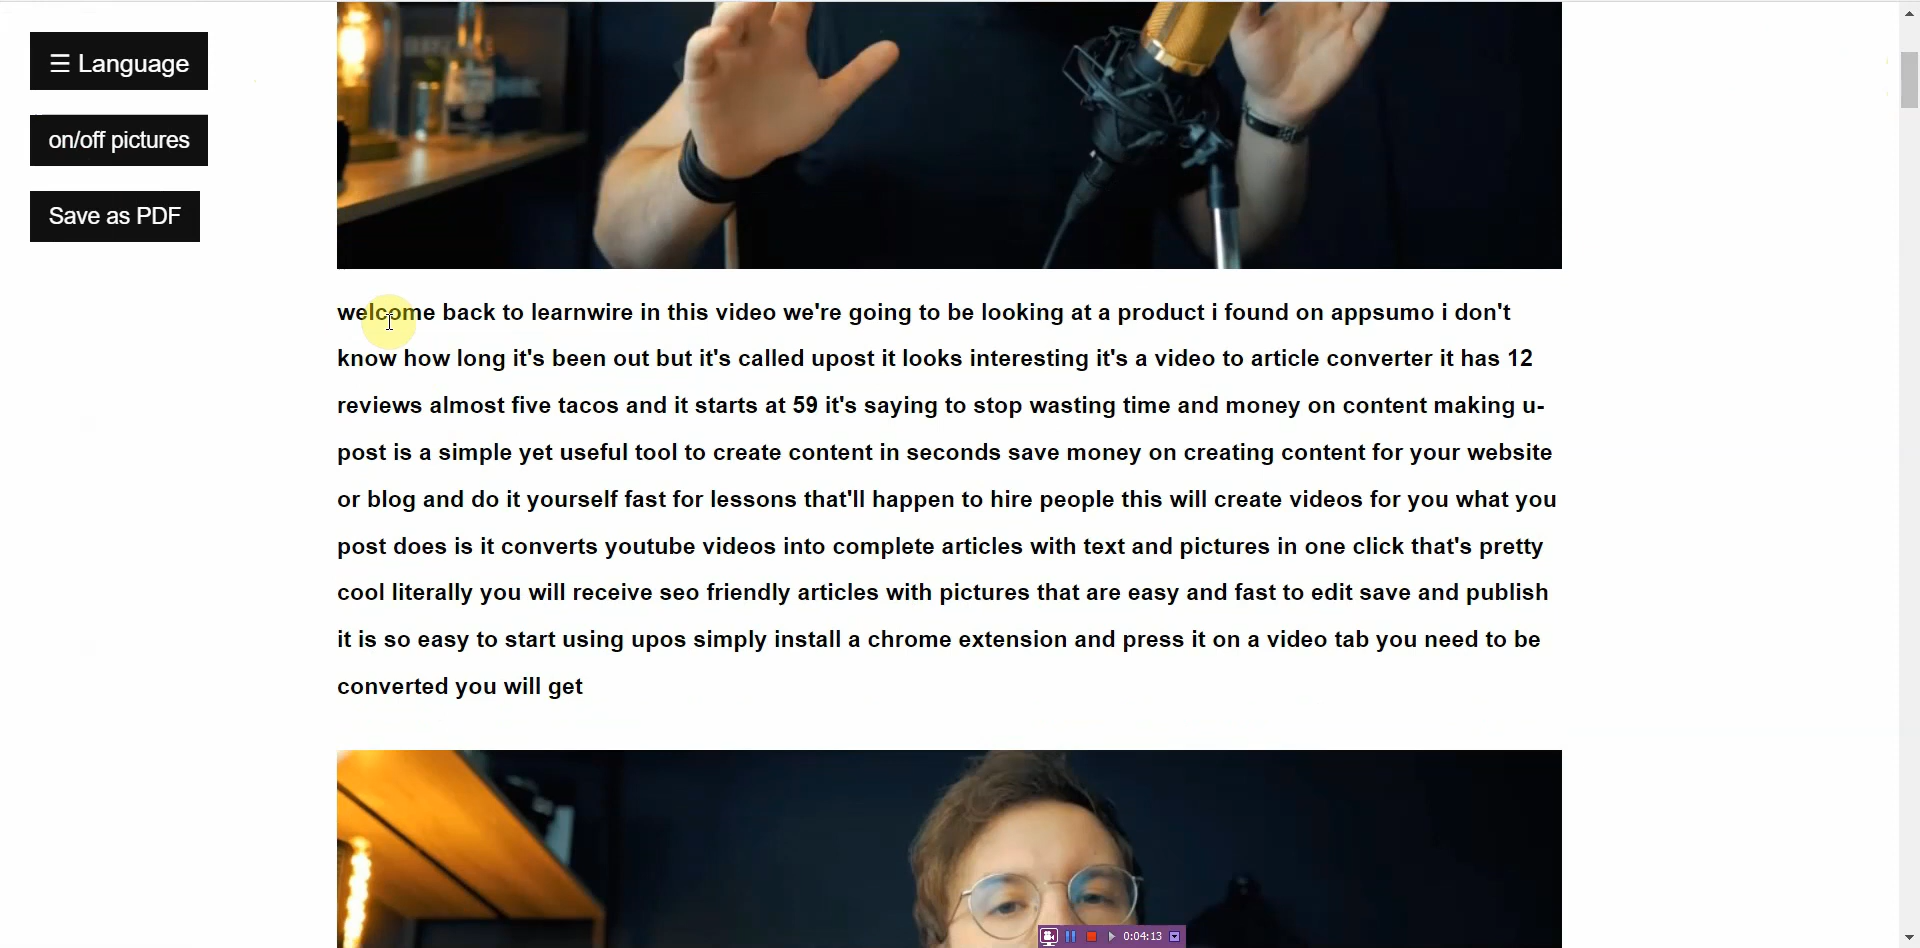 ☰ Language
on/off pictures
Save as PDF
welcome back to learnwire in this video we're going to be looking at a product i found on appsumo i don't
know how long it's been out but it's called upost it looks interesting it's a video to article converter it has 12
reviews almost five tacos and it starts at 59 it's saying to stop wasting time and money on content making u-
post is a simple yet useful tool to create content in seconds save money on creating content for your website
or blog and do it yourself fast for lessons that'll happen to hire people this will create videos for you what you
post does is it converts youtube videos into complete articles with text and pictures in one click that's pretty
cool literally you will receive seo friendly articles with pictures that are easy and fast to edit save and publish
it is so easy to start using upos simply install a chrome extension and press it on a video tab you need to be
converted you will get
0:04:13